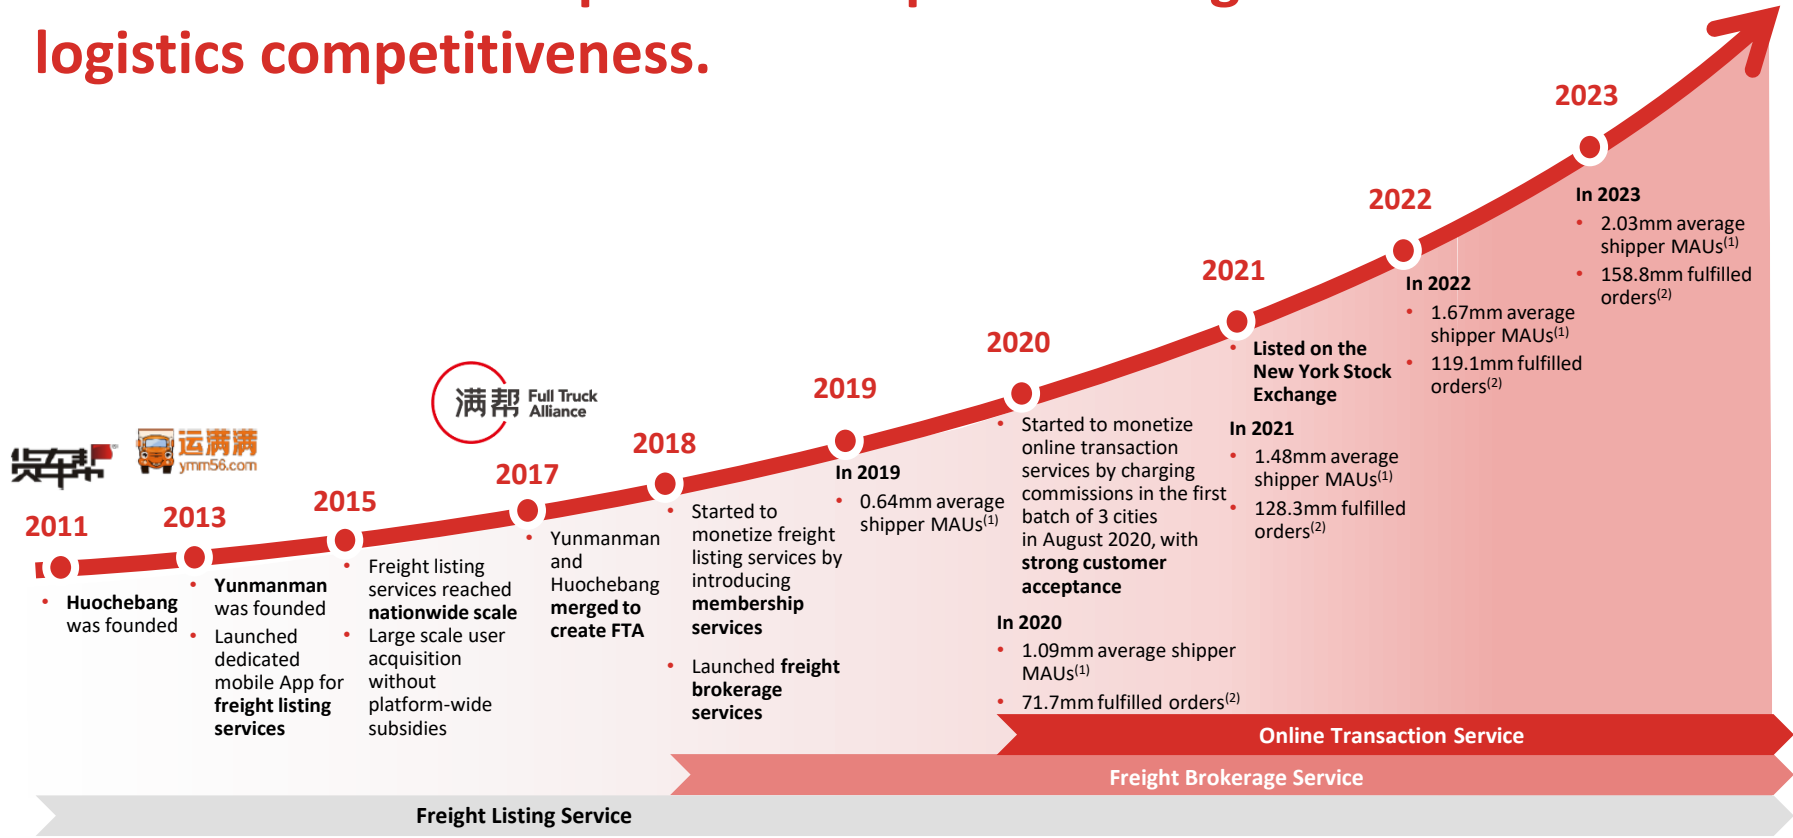 logistics competitiveness.
货车帮
运满满
ymm56.com
满帮 Full Truck
Alliance
2011
• Huochebang
was founded
2013
• Yunmanman
was founded
• Launched
dedicated
mobile App for
freight listing
services
2015
• Freight listing
services reached
nationwide scale
• Large scale user
acquisition
without
platform-wide
subsidies
2017
• Yunmanman
and
Huochebang
merged to
create FTA
2018
• Started to
monetize freight
listing services by
introducing
membership
services
• Launched freight
brokerage
services
2019
In 2019
• 0.64mm average
shipper MAUs(1)
2020
• Started to monetize
online transaction
services by charging
commissions in the first
batch of 3 cities
in August 2020, with
strong customer
acceptance
In 2020
• 1.09mm average shipper
MAUs(1)
• 71.7mm fulfilled orders(2)
2021
• Listed on the
New York Stock
Exchange
In 2021
• 1.48mm average
shipper MAUs(1)
• 128.3mm fulfilled
orders(2)
2022
In 2022
• 1.67mm average
shipper MAUs(1)
• 119.1mm fulfilled
orders(2)
2023
In 2023
• 2.03mm average
shipper MAUs(1)
• 158.8mm fulfilled
orders(2)
Online Transaction Service
Freight Brokerage Service
Freight Listing Service